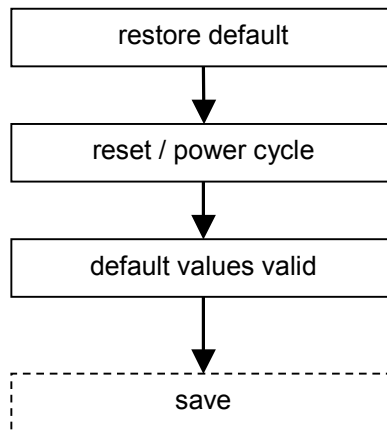 restore default
reset / power cycle
default values valid
save